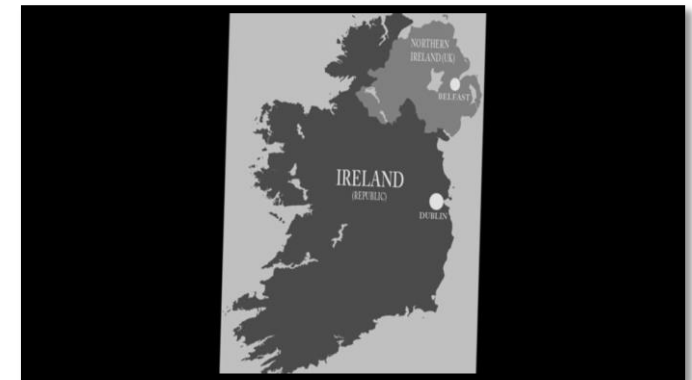 NORTHERN
IRELAND (UK)
BELFAST
IRELAND
(REPUBLIC)
DUBLIN